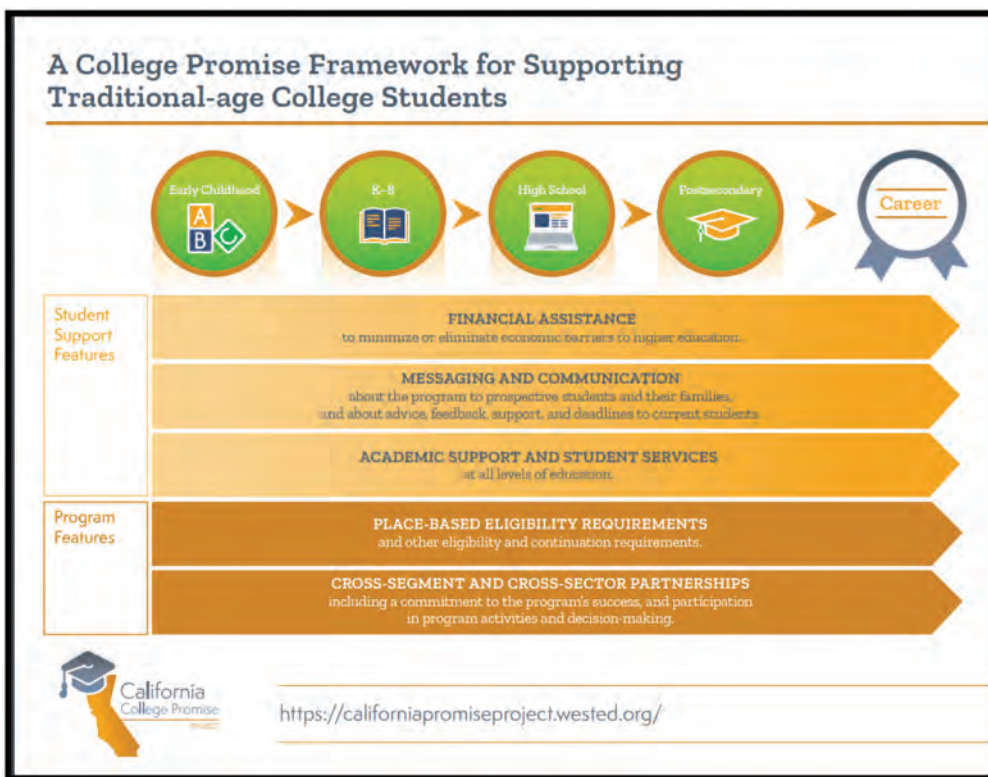 A College Promise Framework for Supporting
Traditional-age College Students
Early Childhood
A
B
C
K–8
High School
Postsecondary
Career
Student
Support
Features
FINANCIAL ASSISTANCE
to minimize or eliminate economic barriers to higher education.
MESSAGING AND COMMUNICATION
about the program to prospective students and their families,
and about advice, feedback, support, and deadlines to current students.
ACADEMIC SUPPORT AND STUDENT SERVICES
at all levels of education.
Program
Features
PLACE-BASED ELIGIBILITY REQUIREMENTS
and other eligibility and continuation requirements.
CROSS-SEGMENT AND CROSS-SECTOR PARTNERSHIPS
including a commitment to the program's success, and participation
in program activities and decision-making.
California
College Promise
PROJECT
https://californiapromiseproject.wested.org/